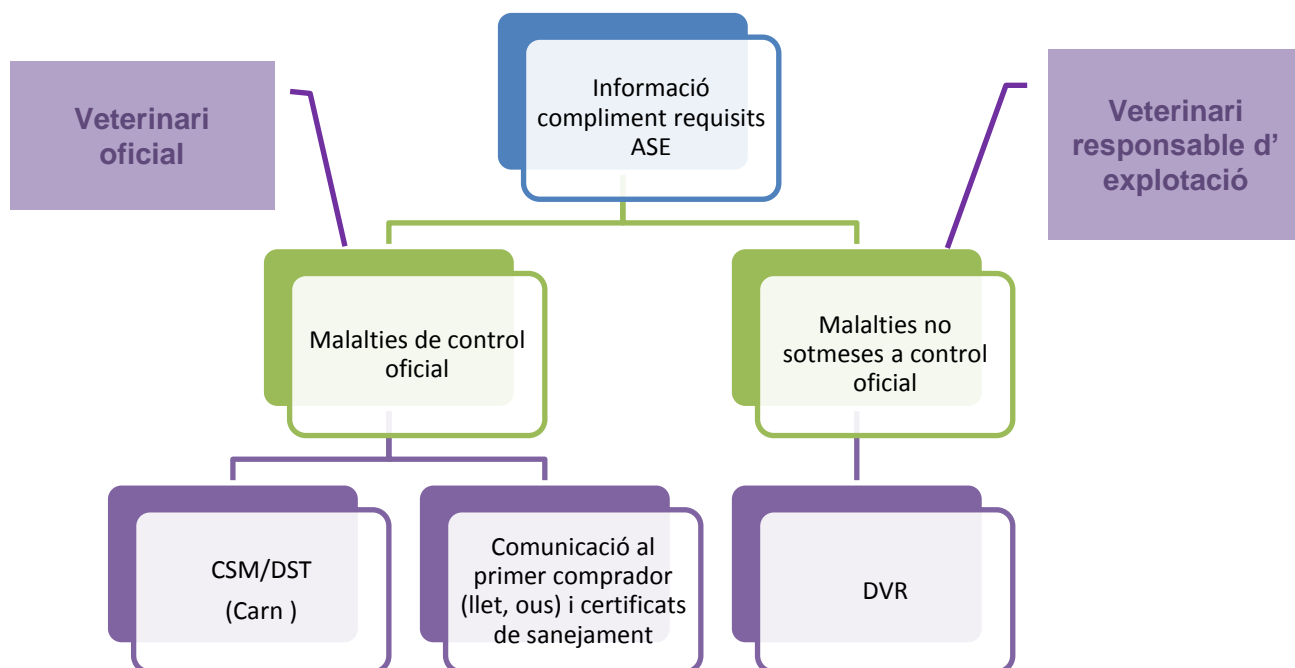 Informació
compliment requisits
ASE
Veterinari
oficial
Veterinari
responsable d’
explotació
Malalties de control
oficial
Malalties no
sotmeses a control
oficial
CSM/DST
(Carn )
Comunicació al
primer comprador
(llet, ous) i certificats
de sanejament
DVR